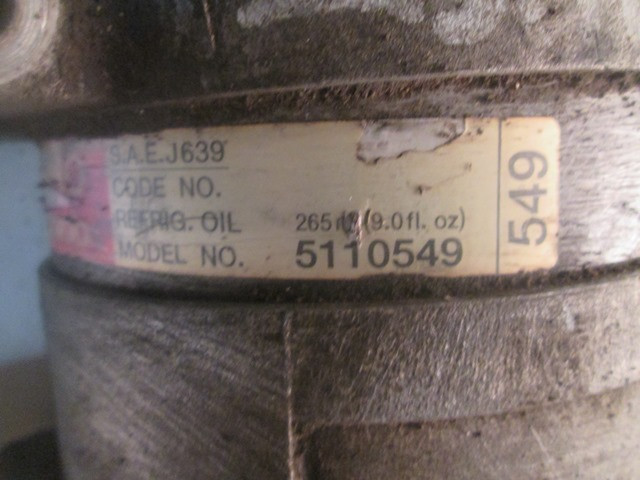 S.A.E.J639
CODE NO.
REFRIG. OIL 265 (9.0fl. oz)
MODEL NO. 5110549
549